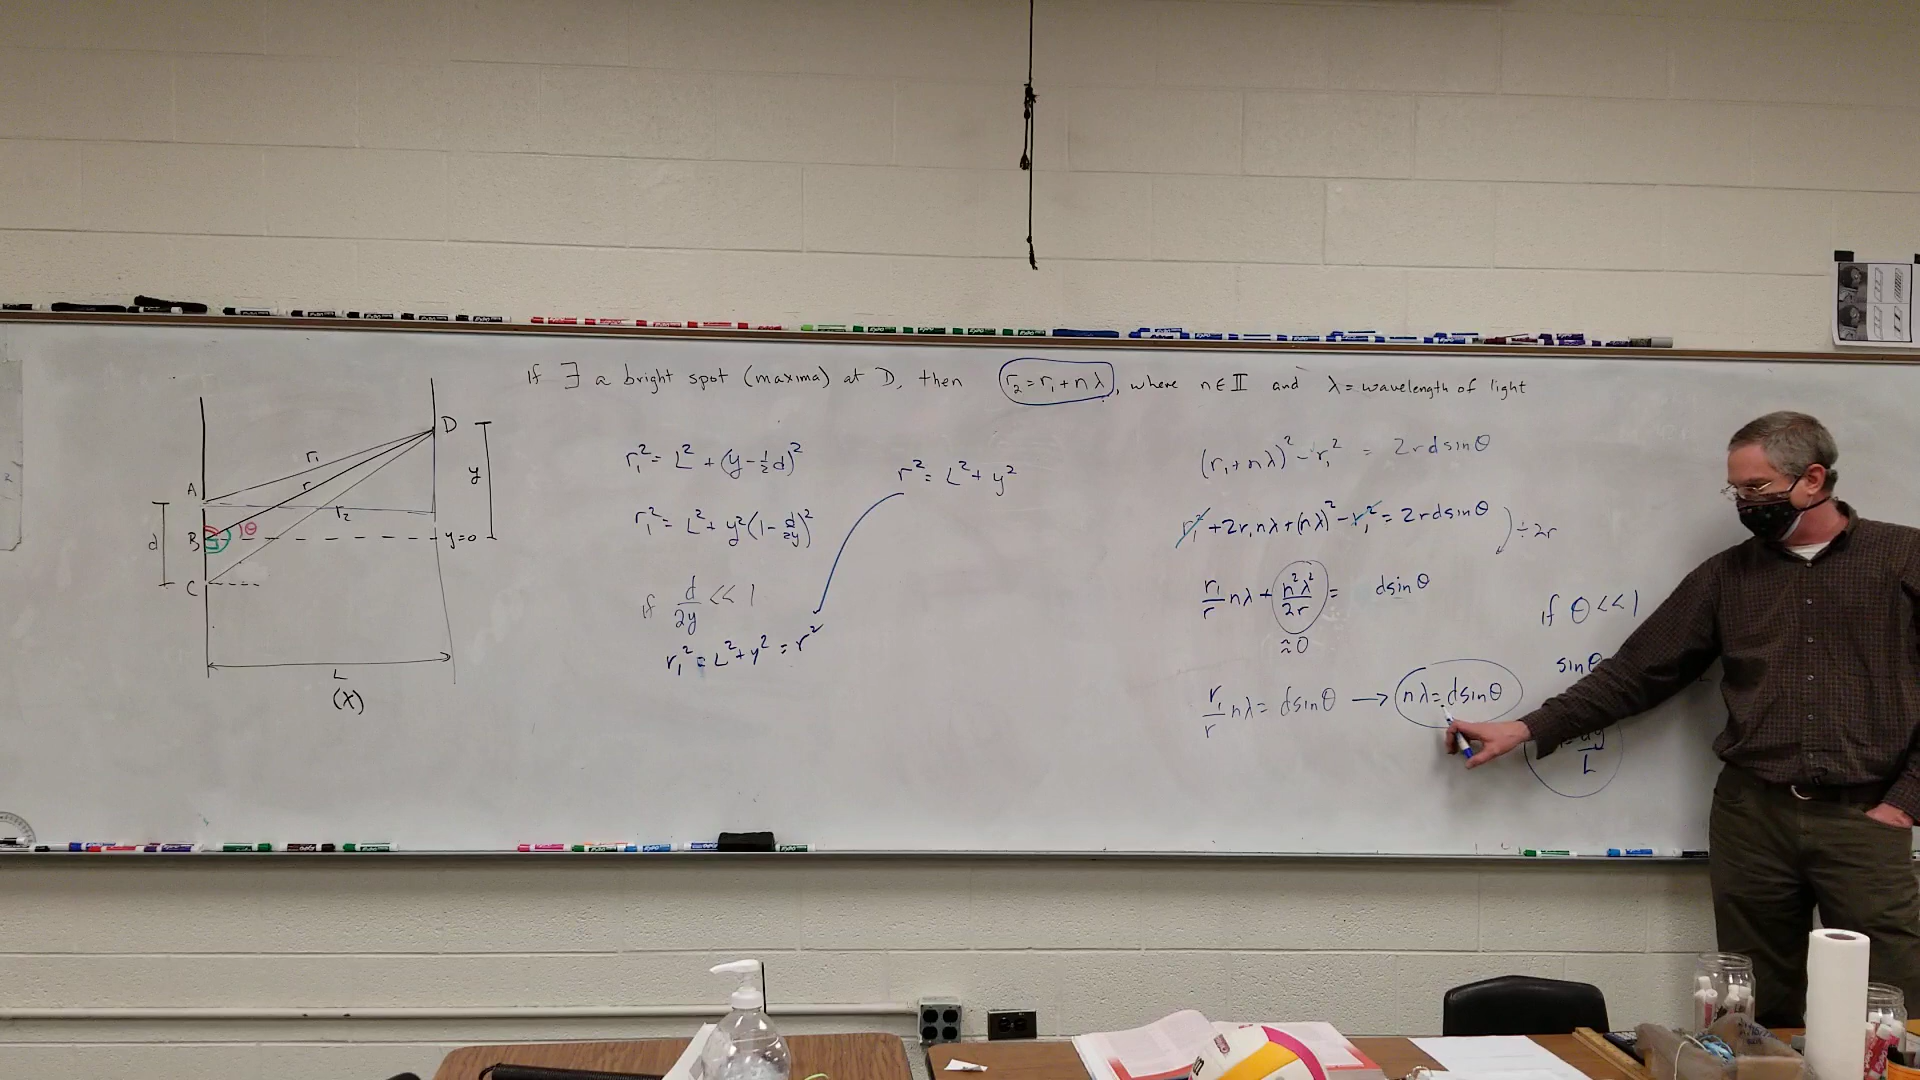 If ∃ a bright spot (maxima) at D, then r₂ = r₁ + nλ, where n ∈ II and λ = wavelength of light
D
r₁
y
A
r
r₂
d
B
θ
y=0
C
L
(X)
r₁² = L² + (y - ½d)²
r₁² = L² + y²(1 - d/2y)²
if d/2y << 1
r₁² = L² + y² = r²
r² = L² + y²
(r₁ + nλ)² - r₁² = 2rd sinθ
r₁² + 2r₁nλ + (nλ)² - r₁² = 2rd sinθ ) ÷2r
r₁/r nλ + n²λ²/2r = d sinθ
≈ 0
r₁/r nλ = d sinθ → nλ = d sinθ
if θ << 1
sinθ
L